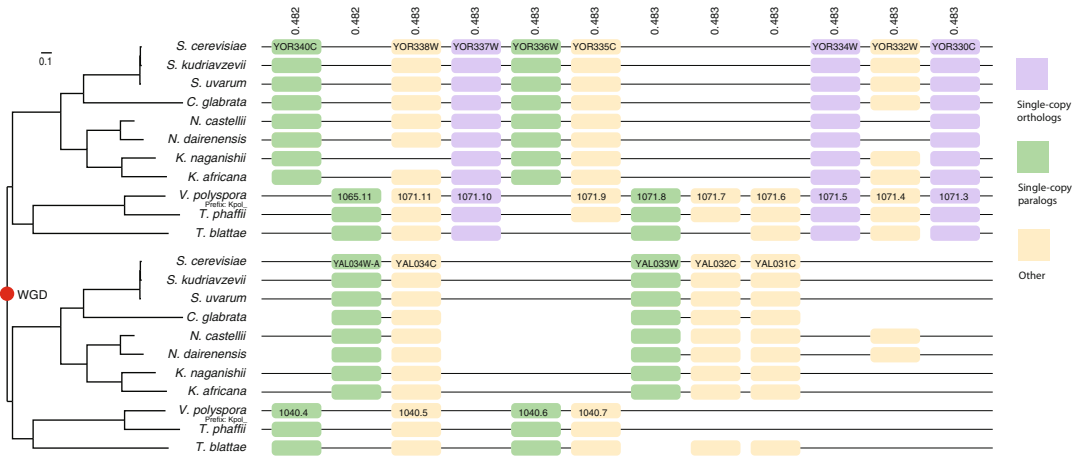 0.482 0.482 0.483 0.483 0.483 0.483 0.483 0.483 0.483 0.483 0.483 0.483
0.1
S. cerevisiae YOR340C YOR338W YOR337W YOR336W YOR335C YOR334W YOR332W YOR330C
S. kudriavzevii
S. uvarum
C. glabrata
N. castellii
N. dairenensis
K. naganishii
K. africana
V. polyspora 1065.11 1071.11 1071.10 1071.9 1071.8 1071.7 1071.6 1071.5 1071.4 1071.3
Prefix: Kpol_
T. phaffii
T. blattae
S. cerevisiae YAL034W-A YAL034C YAL033W YAL032C YAL031C
S. kudriavzevii
WGD
S. uvarum
C. glabrata
N. castellii
N. dairenensis
K. naganishii
K. africana
V. polyspora 1040.4 1040.5 1040.6 1040.7
Prefix: Kpol_
T. phaffii
T. blattae
Single-copy
orthologs
Single-copy
paralogs
Other